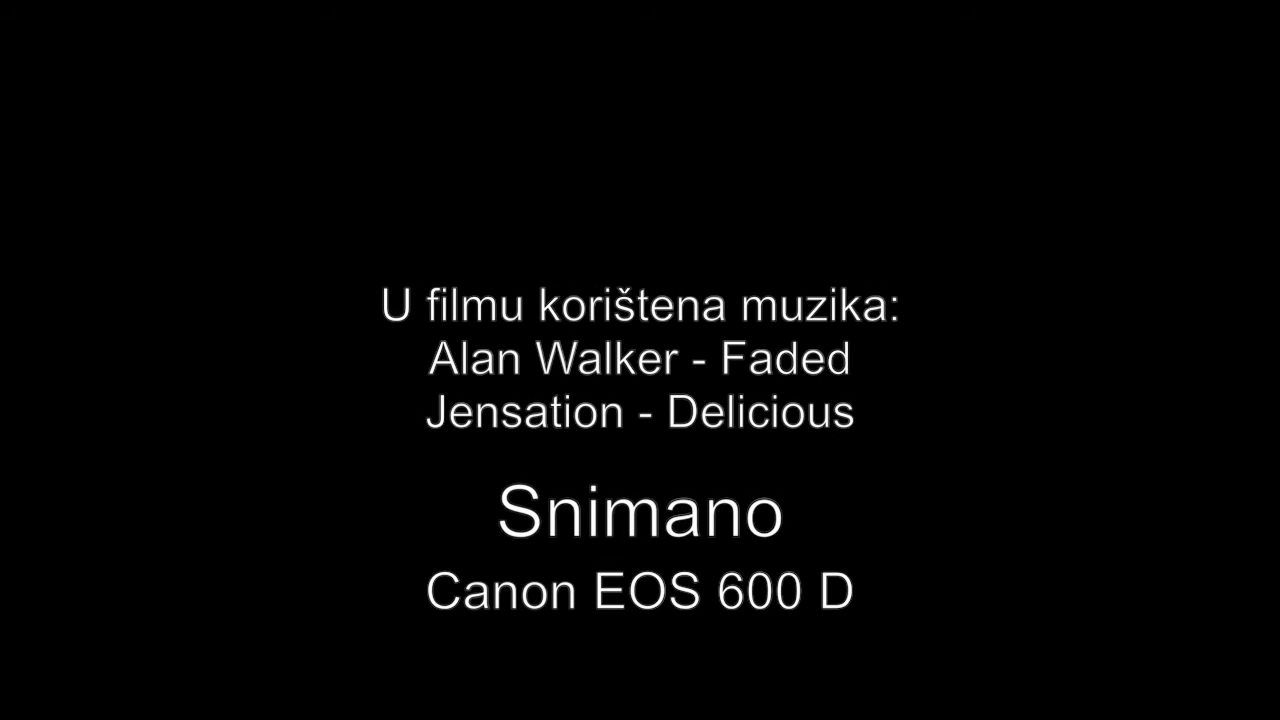 U filmu korištena muzika:
Alan Walker - Faded
Jensation - Delicious
Snimano
Canon EOS 600 D